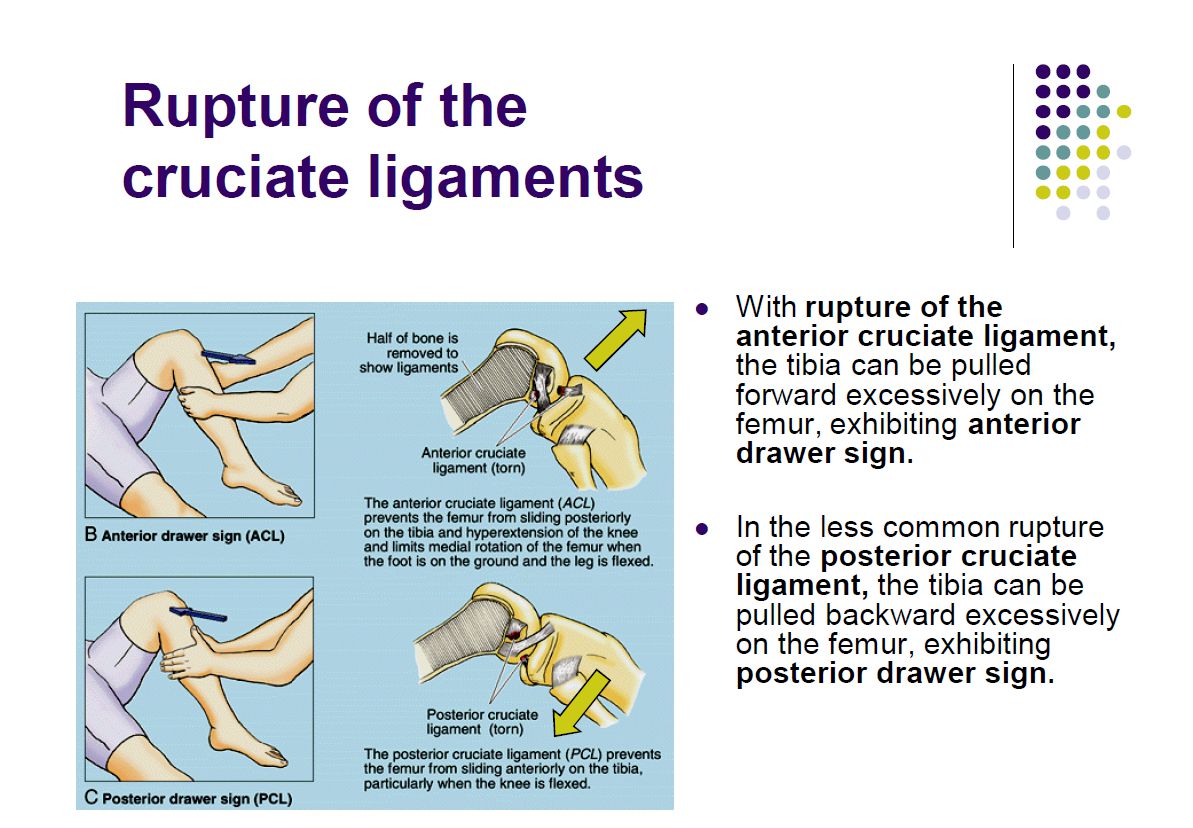 Rupture of the
cruciate ligaments
Half of bone is
removed to
show ligaments
Anterior cruciate
ligament (torn)
The anterior cruciate ligament (ACL)
prevents the femur from sliding posteriorly
on the tibia and hyperextension of the knee
and limits medial rotation of the femur when
the foot is on the ground and the leg is flexed.
B Anterior drawer sign (ACL)
Posterior cruciate
ligament (torn)
The posterior cruciate ligament (PCL) prevents
the femur from sliding anteriorly on the tibia,
particularly when the knee is flexed.
C Posterior drawer sign (PCL)
With rupture of the
anterior cruciate ligament,
the tibia can be pulled
forward excessively on the
femur, exhibiting anterior
drawer sign.
In the less common rupture
of the posterior cruciate
ligament, the tibia can be
pulled backward excessively
on the femur, exhibiting
posterior drawer sign.